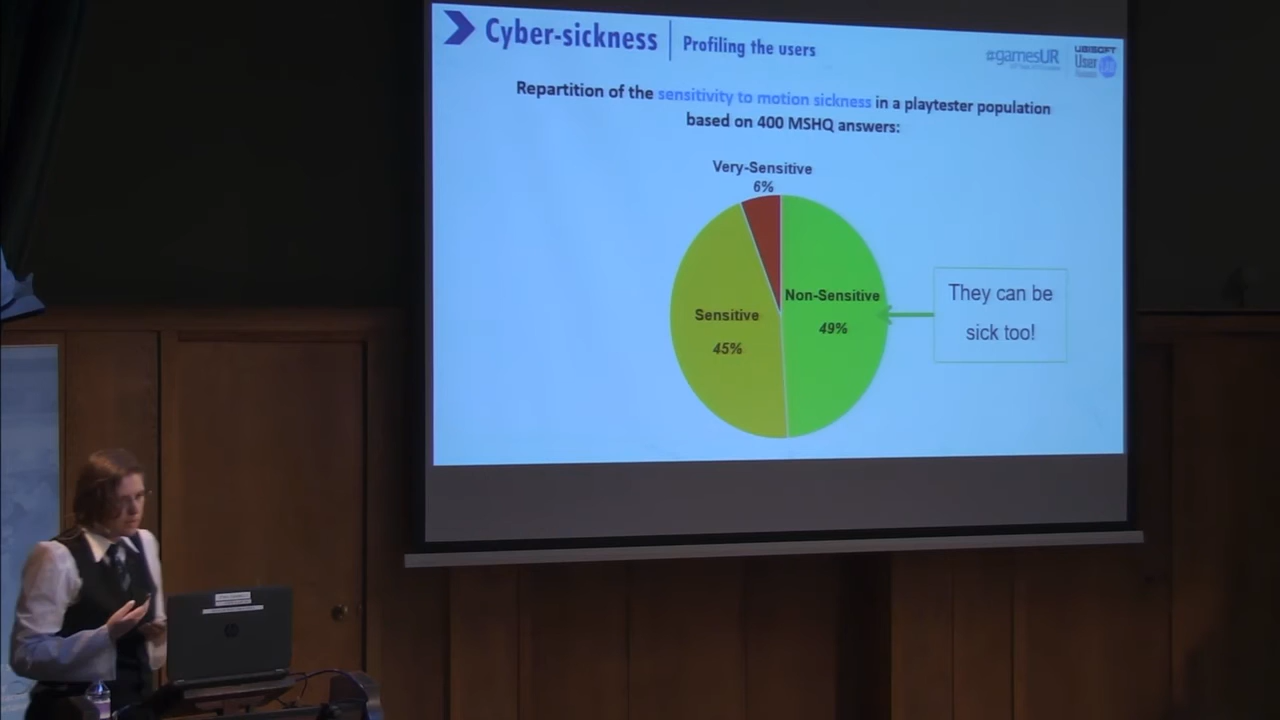 Cyber-sickness
Profiling the users
#gamesUR
UBISOFT
User
Repartition of the sensitivity to motion sickness in a playtester population
based on 400 MSHQ answers:
Very-Sensitive
6%
Non-Sensitive
49%
Sensitive
45%
They can be
sick too!
hp